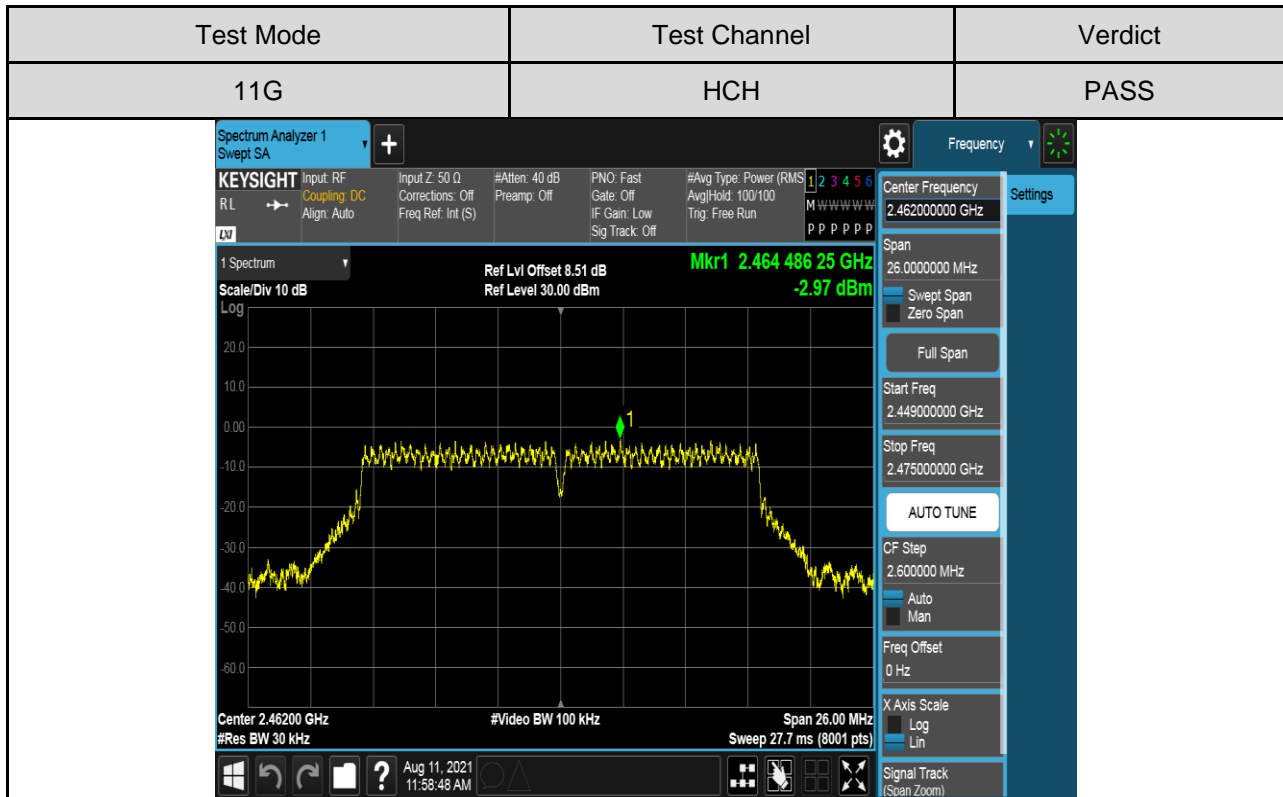 Test Mode Test Channel Verdict
11G HCH PASS
Spectrum Analyzer 1
Swept SA
+
Frequency
KEYSIGHT Input: RF Input Z: 50 Ω #Atten: 40 dB PNO: Fast #Avg Type: Power (RMS 1 2 3 4 5 6
RL Coupling: DC Corrections: Off Preamp: Off Gate: Off Avg|Hold: 100/100 M W W W W W
Align: Auto Freq Ref: Int (S) IF Gain: Low Trig: Free Run
LXI Sig Track: Off P P P P P P
1 Spectrum Ref Lvl Offset 8.51 dB Mkr1 2.464 486 25 GHz
Scale/Div 10 dB Ref Level 30.00 dBm -2.97 dBm
Log
20.0
10.0
0.00
1
-10.0
-20.0
-30.0
-40.0
-50.0
-60.0
Center 2.46200 GHz #Video BW 100 kHz Span 26.00 MHz
#Res BW 30 kHz Sweep 27.7 ms (8001 pts)
?
Aug 11, 2021
11:58:48 AM
Center Frequency
2.462000000 GHz
Settings
Span
26.0000000 MHz
Swept Span
Zero Span
Full Span
Start Freq
2.449000000 GHz
Stop Freq
2.475000000 GHz
AUTO TUNE
CF Step
2.600000 MHz
Auto
Man
Freq Offset
0 Hz
X Axis Scale
Log
Lin
Signal Track
(Span Zoom)